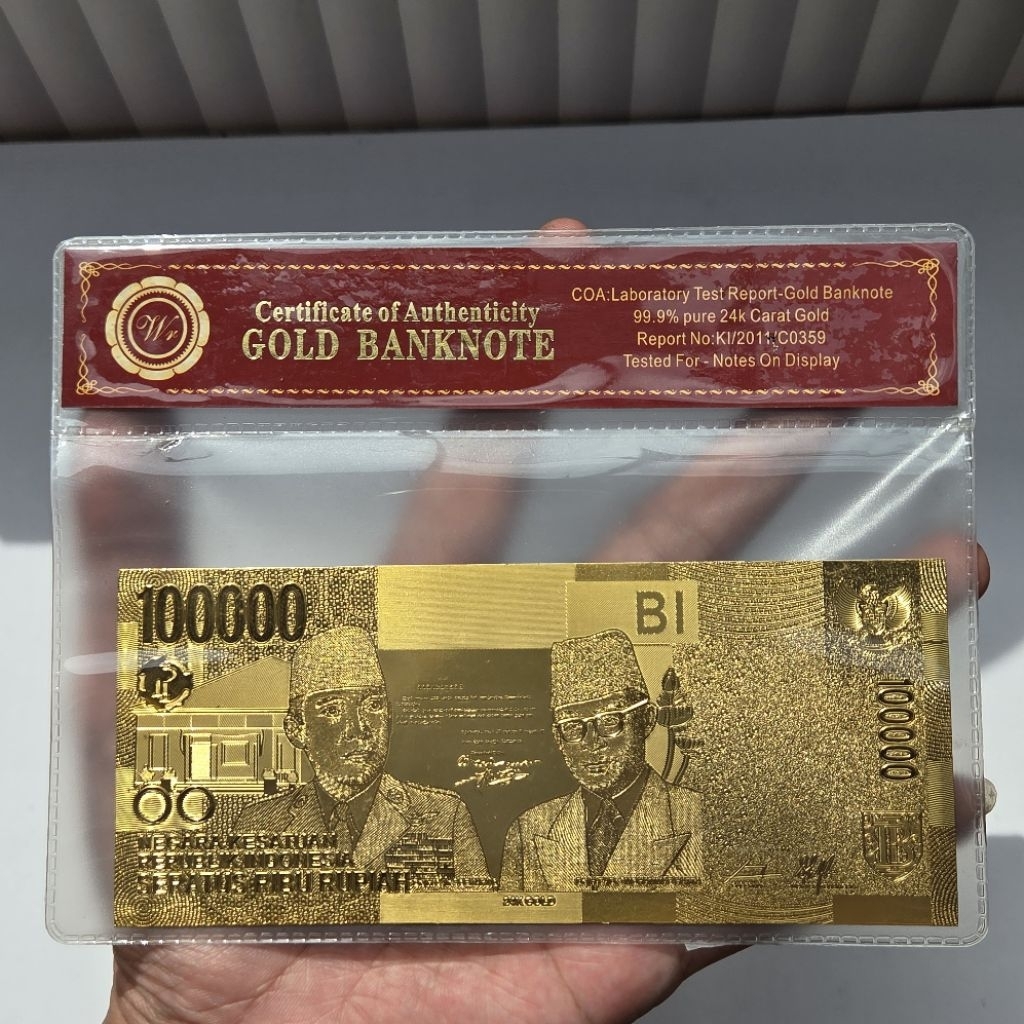 Wr
Certificate of Authenticity
GOLD BANKNOTE
COA:Laboratory Test Report-Gold Banknote
99.9% pure 24k Carat Gold
Report No:KI/2011/C0359
Tested For - Notes On Display
100000
BI
100000
NEGARA KESATUAN
REPUBLIK INDONESIA
SERATUS RIBU RUPIAH
24K GOLD